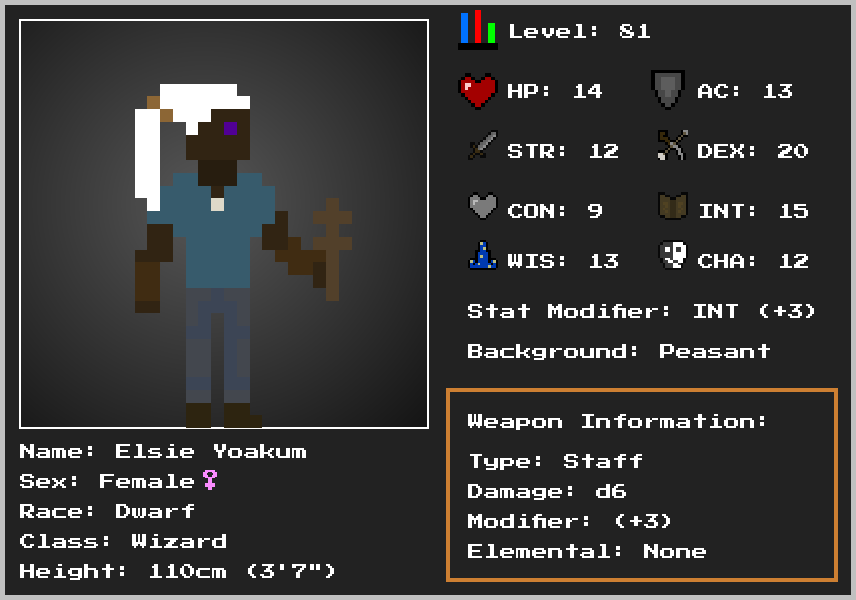 Level: 81
HP: 14
AC: 13
STR: 12
DEX: 20
CON: 9
INT: 15
WIS: 13
CHA: 12
Stat Modifier: INT (+3)
Background: Peasant
Weapon Information:
Type: Staff
Damage: d6
Modifier: (+3)
Elemental: None
Name: Elsie Yoakum
Sex: Female♀
Race: Dwarf
Class: Wizard
Height: 110cm (3'7")